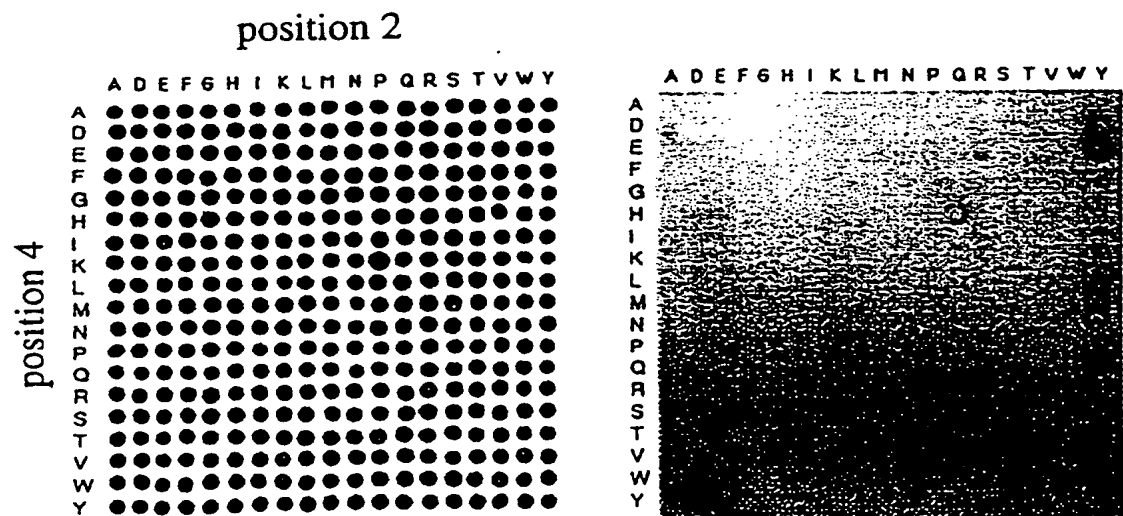 position 2
A D E F G H I K L M N P Q R S T V W Y
A
D
E
F
G
H
I
K
L
M
N
P
Q
R
S
T
V
W
Y
position 4
A D E F G H I K L M N P Q R S T V W Y
A
D
E
F
G
H
I
K
L
M
N
P
Q
R
S
T
V
W
Y